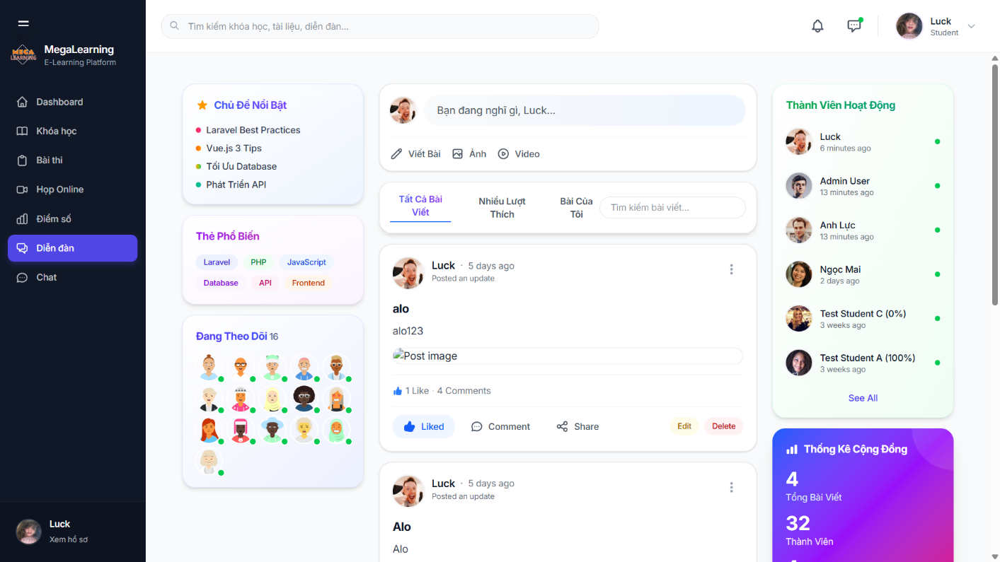 MEGA
LEARNING
MegaLearning
E-Learning Platform
Dashboard
Khóa học
Bài thi
Họp Online
Điểm số
Diễn đàn
Chat
Luck
Xem hồ sơ
Tìm kiếm khóa học, tài liệu, diễn đàn...
Luck
Student
Chủ Đề Nổi Bật
Laravel Best Practices
Vue.js 3 Tips
Tối Ưu Database
Phát Triển API
Thẻ Phổ Biến
Laravel PHP JavaScript
Database API Frontend
Đang Theo Dõi 16
Bạn đang nghĩ gì, Luck...
Viết Bài Ảnh Video
Tất Cả Bài
Viết
Nhiều Lượt
Thích
Bài Của
Tôi
Tìm kiếm bài viết...
Luck · 5 days ago
Posted an update
alo
alo123
Post image
1 Like · 4 Comments
Liked Comment Share Edit Delete
Luck · 5 days ago
Posted an update
Alo
Alo
Thành Viên Hoạt Động
Luck
6 minutes ago
Admin User
13 minutes ago
Anh Lực
13 minutes ago
Ngọc Mai
2 days ago
Test Student C (0%)
3 weeks ago
Test Student A (100%)
3 weeks ago
See All
Thống Kê Cộng Đồng
4
Tổng Bài Viết
32
Thành Viên